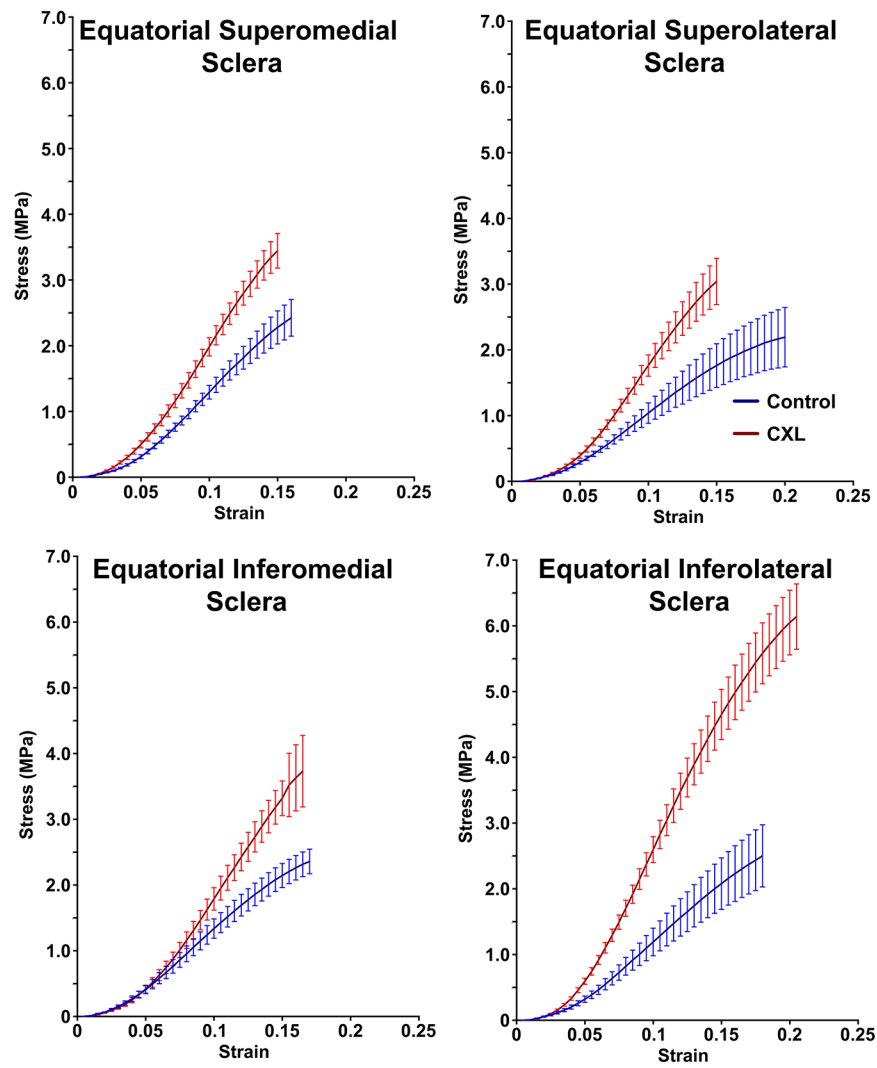 Equatorial Superomedial
Sclera
7.0
6.0
5.0
4.0
3.0
2.0
1.0
0
Stress (MPa)
0 0.05 0.1 0.15 0.2 0.25
Strain
Equatorial Superolateral
Sclera
7.0
6.0
5.0
4.0
3.0
2.0
1.0
0
Stress (MPa)
Control
CXL
0 0.05 0.1 0.15 0.2 0.25
Strain
Equatorial Inferomedial
Sclera
7.0
6.0
5.0
4.0
3.0
2.0
1.0
0
Stress (MPa)
0 0.05 0.1 0.15 0.2 0.25
Strain
Equatorial Inferolateral
Sclera
7.0
6.0
5.0
4.0
3.0
2.0
1.0
0
Stress (MPa)
0 0.05 0.1 0.15 0.2 0.25
Strain